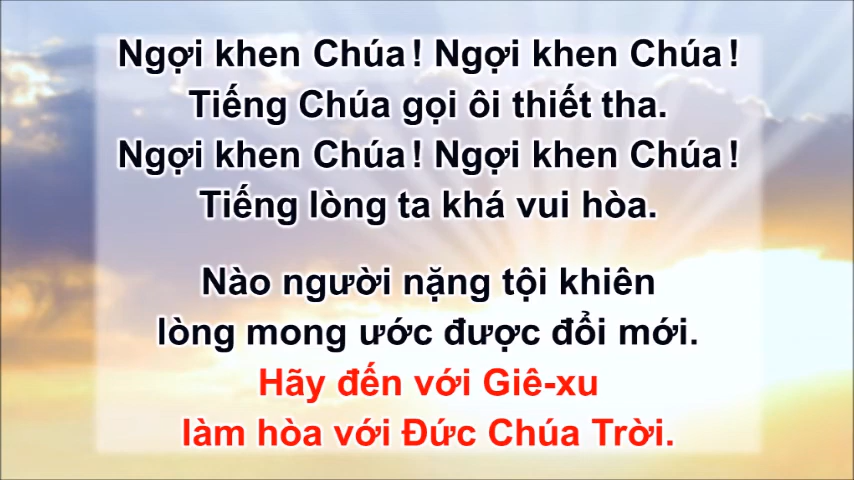 Ngợi khen Chúa! Ngợi khen Chúa!
Tiếng Chúa gọi ôi thiết tha.
Ngợi khen Chúa! Ngợi khen Chúa!
Tiếng lòng ta khá vui hòa.
Nào người nặng tội khiên
lòng mong ước được đổi mới.
Hãy đến với Giê-xu
làm hòa với Đức Chúa Trời.